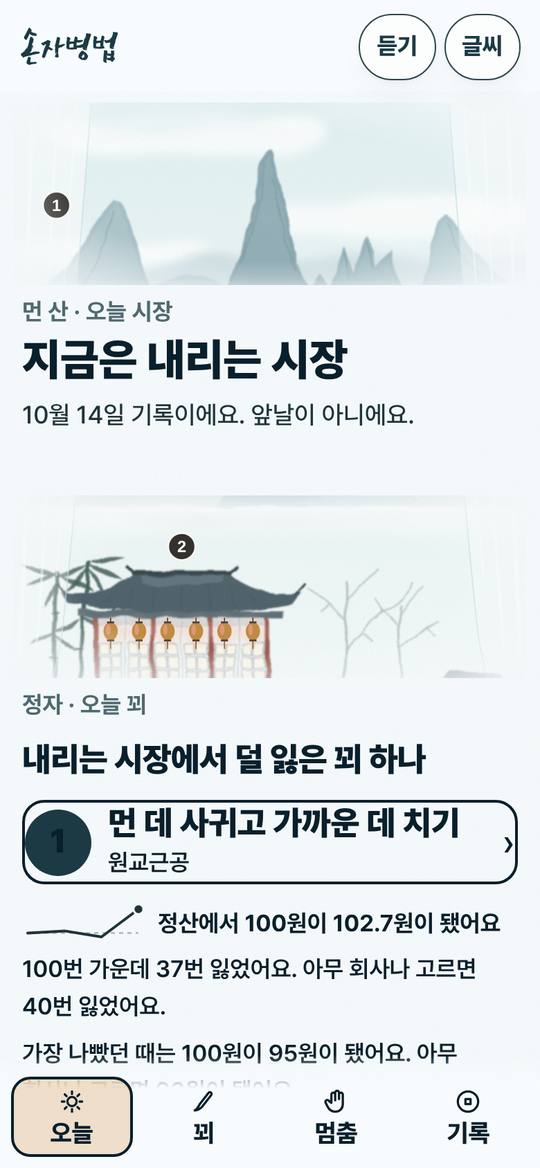 손자병법
듣기
글씨
1
먼 산 · 오늘 시장
지금은 내리는 시장
10월 14일 기록이에요. 앞날이 아니에요.
2
정자 · 오늘 꾀
내리는 시장에서 덜 잃은 꾀 하나
1
먼 데 사귀고 가까운 데 치기
원교근공
정산에서 100원이 102.7원이 됐어요
100번 가운데 37번 잃었어요. 아무 회사나 고르면
40번 잃었어요.
가장 나빴던 때는 100원이 95원이 됐어요. 아무
오늘
꾀
멈춤
기록